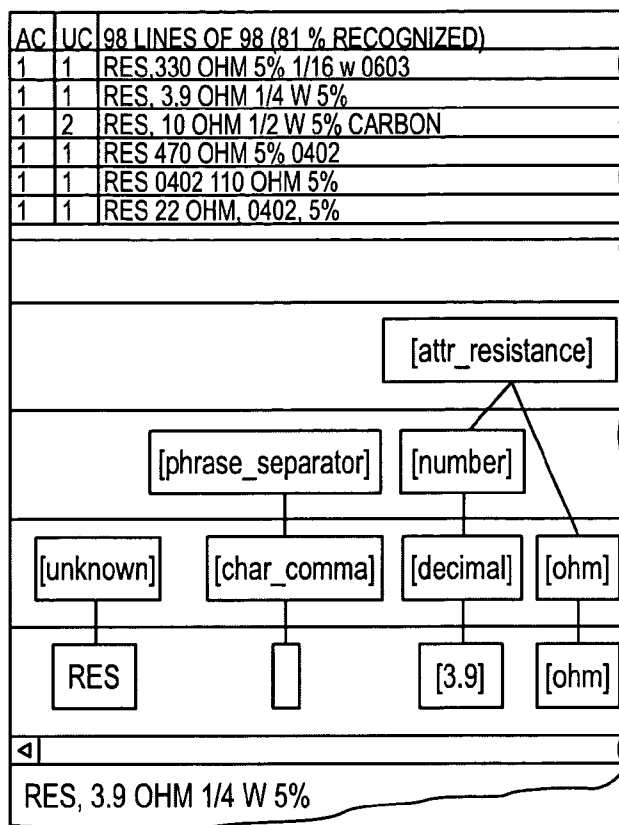 AC UC 98 LINES OF 98 (81 % RECOGNIZED)
1 1 RES,330 OHM 5% 1/16 w 0603
1 1 RES, 3.9 OHM 1/4 W 5%
1 2 RES, 10 OHM 1/2 W 5% CARBON
1 1 RES 470 OHM 5% 0402
1 1 RES 0402 110 OHM 5%
1 1 RES 22 OHM, 0402, 5%
[attr_resistance]
[phrase_separator] [number]
[unknown] [char_comma] [decimal] [ohm]
RES [3.9] [ohm]
RES, 3.9 OHM 1/4 W 5%